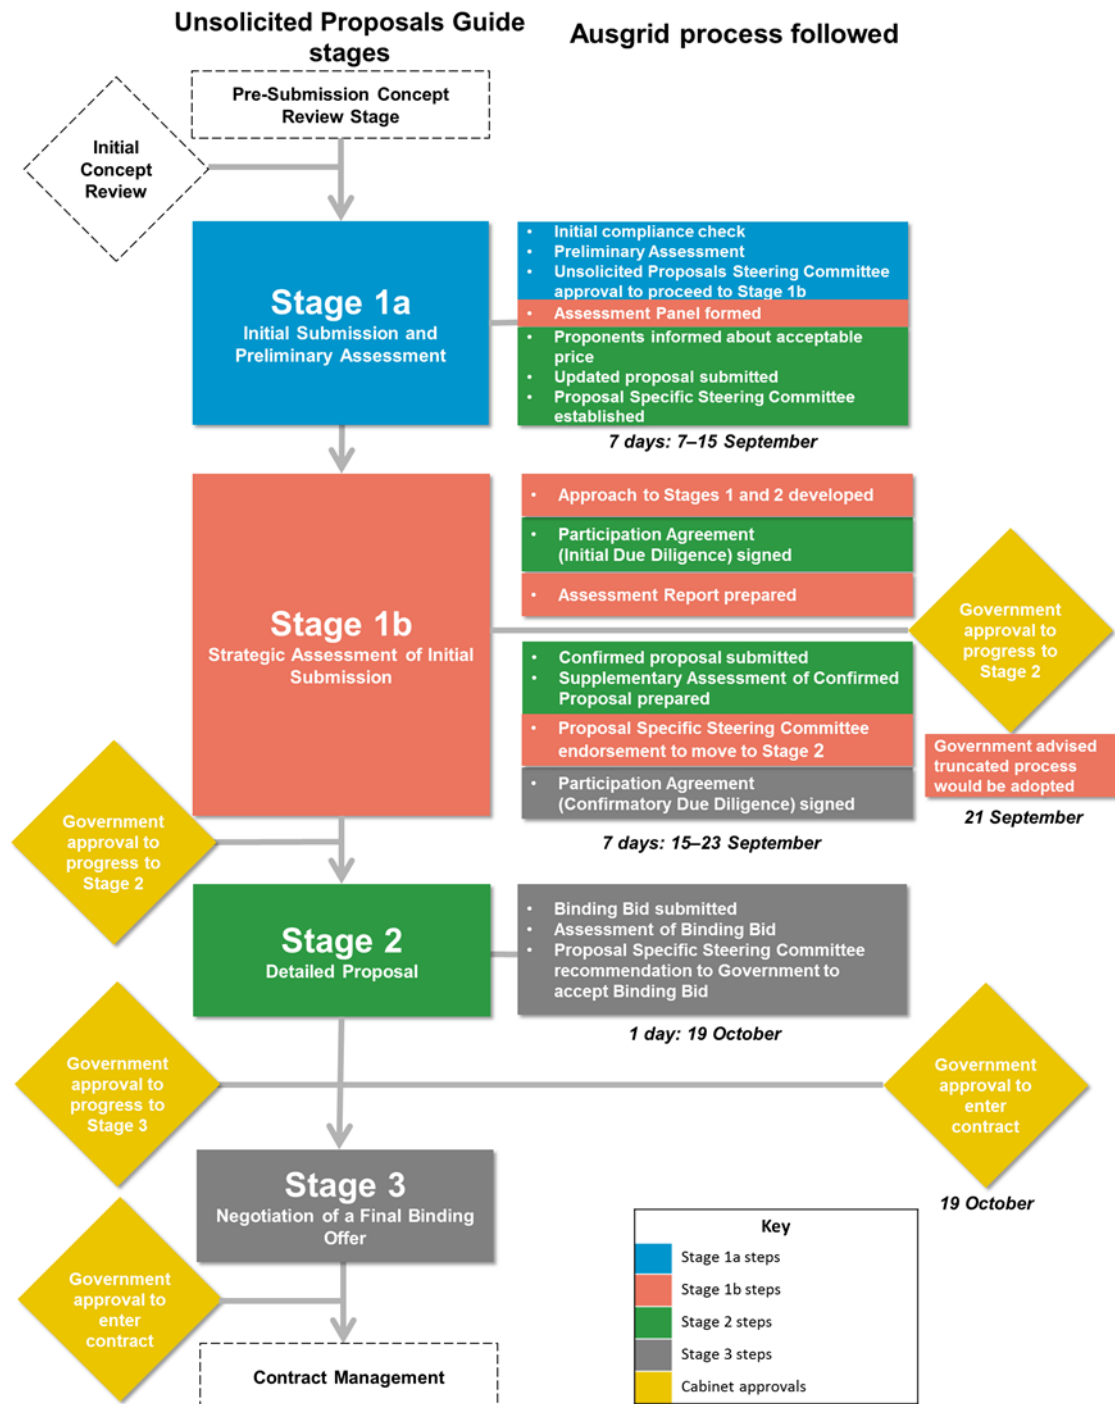 Unsolicited Proposals Guide
stages
Ausgrid process followed
Pre-Submission Concept
Review Stage
Initial
Concept
Review
Stage 1a
Initial Submission and
Preliminary Assessment
• Initial compliance check
• Preliminary Assessment
• Unsolicited Proposals Steering Committee
approval to proceed to Stage 1b
• Assessment Panel formed
• Proponents informed about acceptable
price
• Updated proposal submitted
• Proposal Specific Steering Committee
established
7 days: 7–15 September
Stage 1b
Strategic Assessment of Initial
Submission
• Approach to Stages 1 and 2 developed
• Participation Agreement
(Initial Due Diligence) signed
• Assessment Report prepared
Government
approval to
progress to
Stage 2
• Confirmed proposal submitted
• Supplementary Assessment of Confirmed
Proposal prepared
• Proposal Specific Steering Committee
endorsement to move to Stage 2
• Participation Agreement
(Confirmatory Due Diligence) signed
7 days: 15–23 September
Government advised
truncated process
would be adopted
21 September
Government
approval to
progress to
Stage 2
Stage 2
Detailed Proposal
• Binding Bid submitted
• Assessment of Binding Bid
• Proposal Specific Steering Committee
recommendation to Government to
accept Binding Bid
1 day: 19 October
Government
approval to
progress to
Stage 3
Government
approval to
enter
contract
19 October
Stage 3
Negotiation of a Final Binding
Offer
Government
approval to
enter
contract
Contract Management
Key
Stage 1a steps
Stage 1b steps
Stage 2 steps
Stage 3 steps
Cabinet approvals